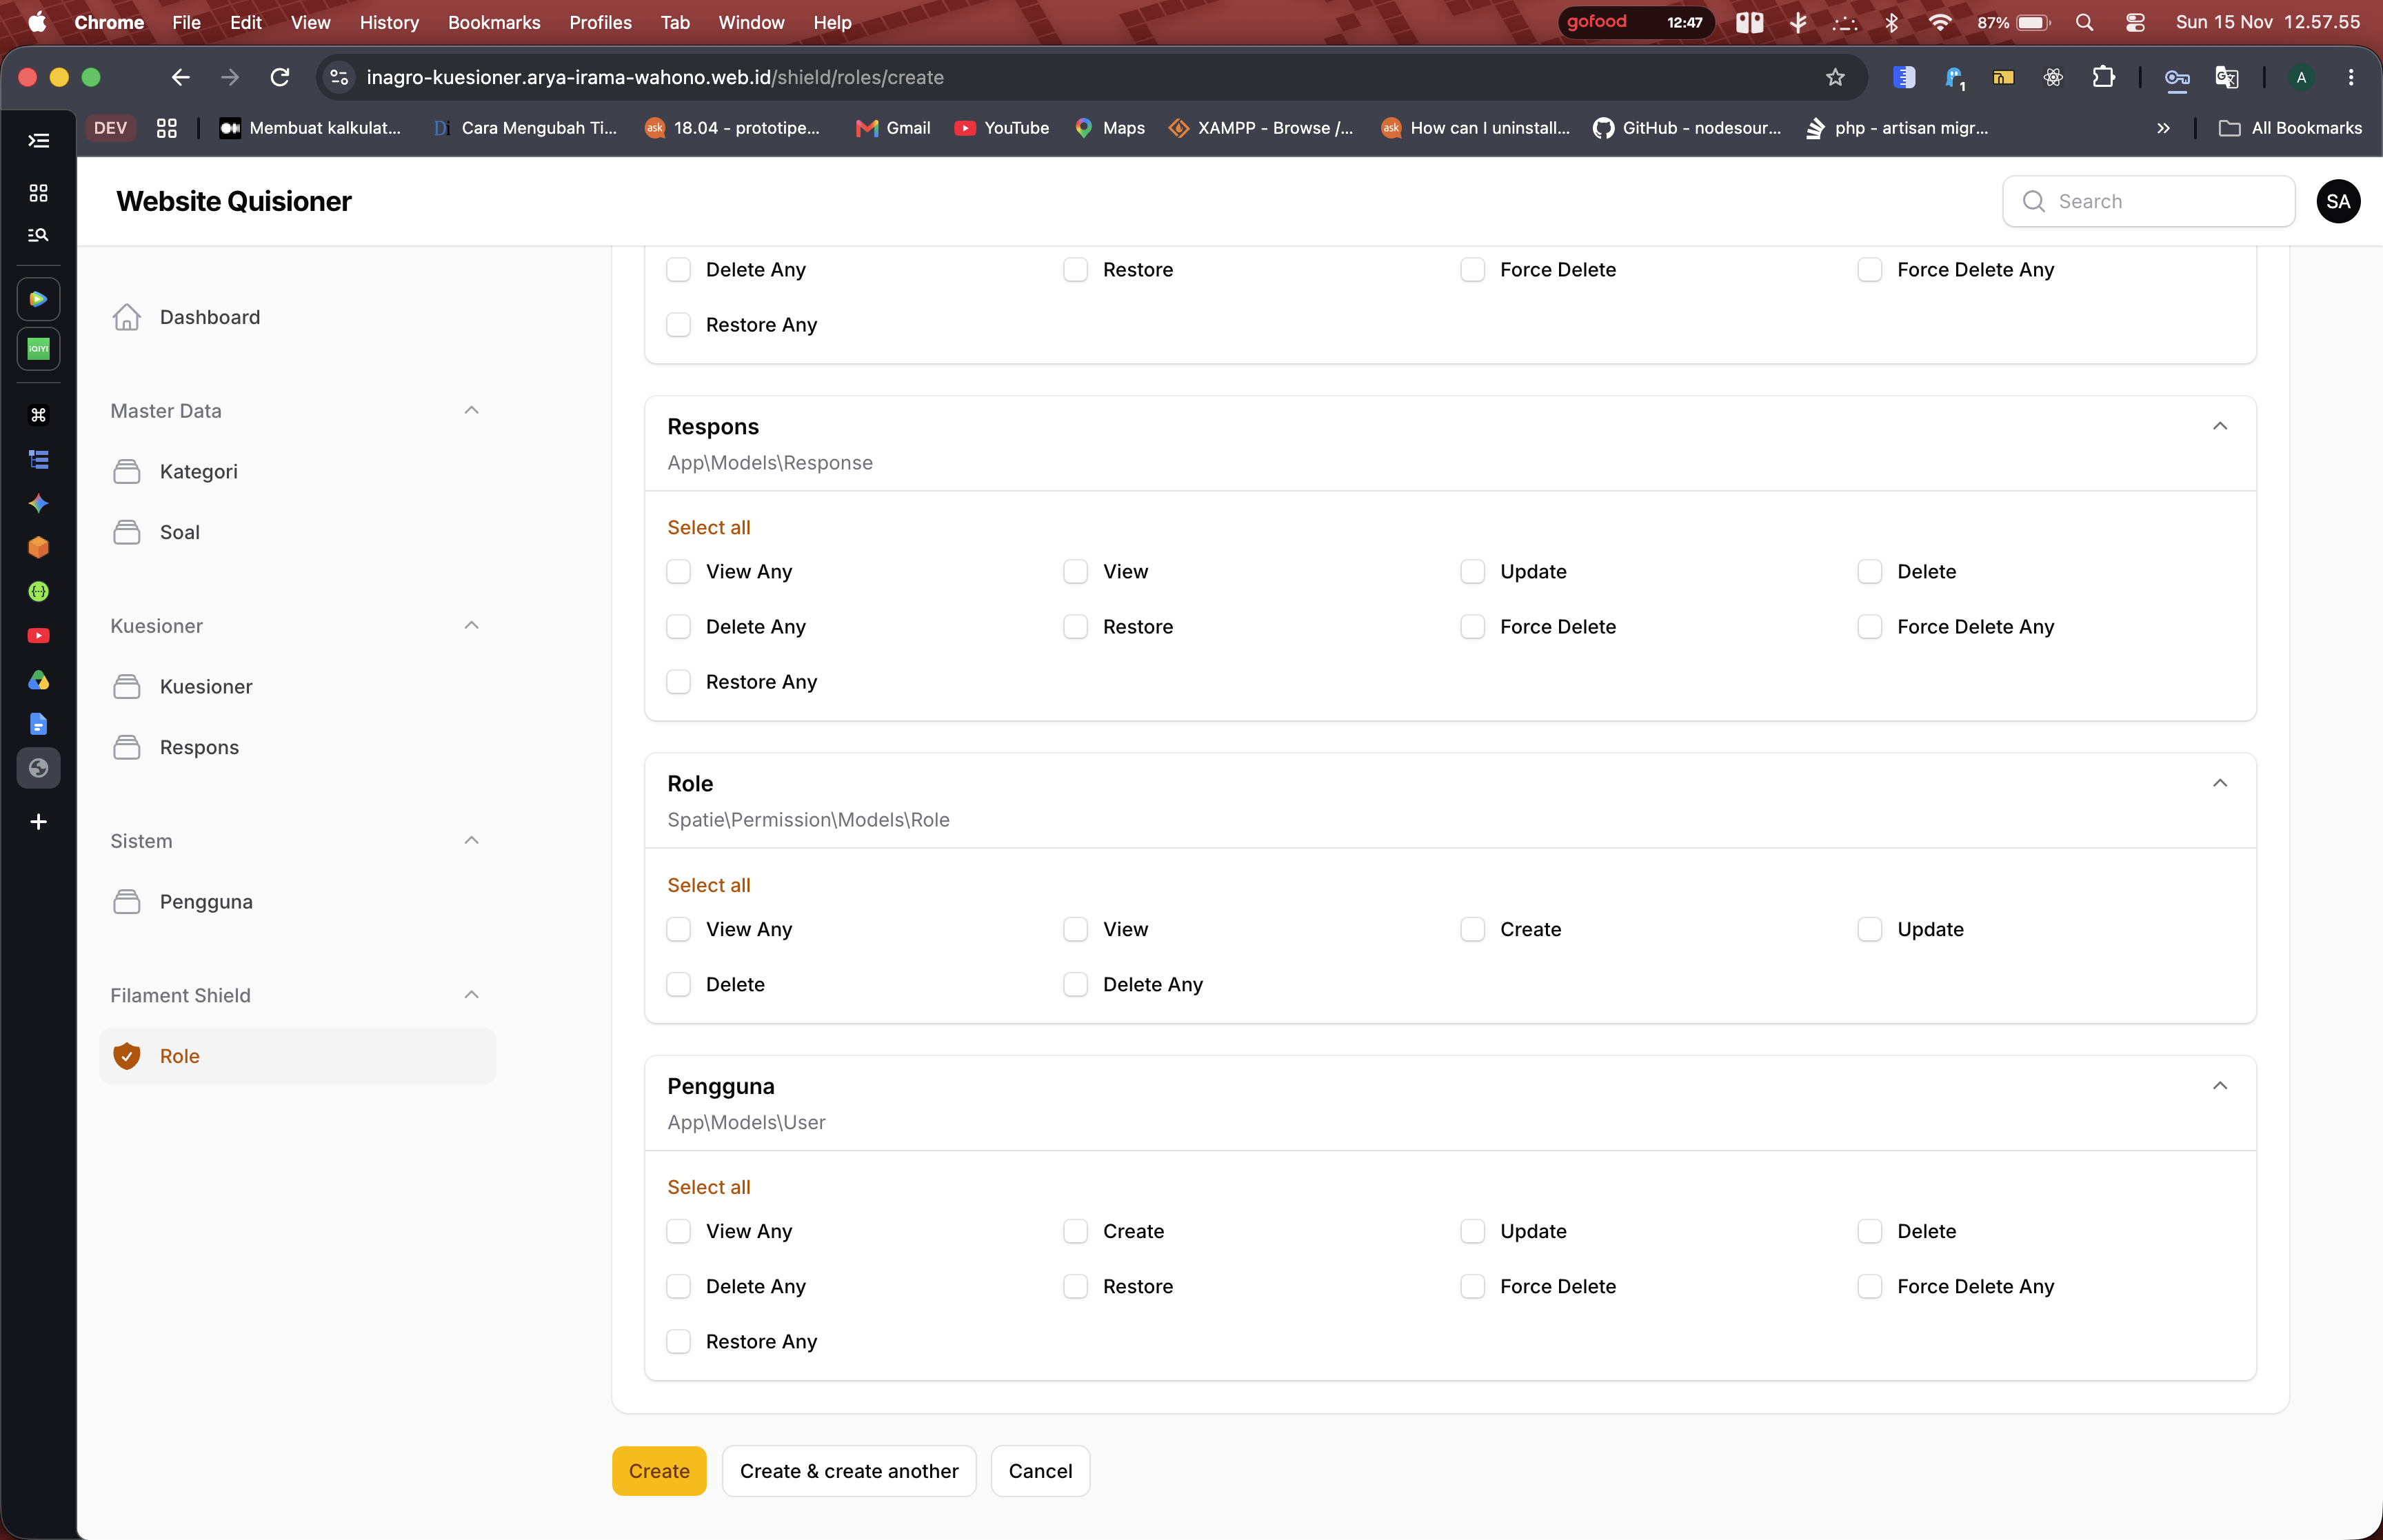 Chrome File Edit View History Bookmarks Profiles Tab Window Help gofood 12:47 87% Sun 15 Nov 12.57.55
inagro-kuesioner.arya-irama-wahono.web.id/shield/roles/create 1 A
DEV Membuat kalkulat... Di Cara Mengubah Ti... ask 18.04 - prototipe... Gmail YouTube Maps XAMPP - Browse /... ask How can I uninstall... GitHub - nodesour... php - artisan migr... All Bookmarks
Website Quisioner Search SA
iQIYI
Dashboard
Master Data
Kategori
Soal
Kuesioner
Kuesioner
Respons
Sistem
Pengguna
Filament Shield
Role
Delete Any Restore Force Delete Force Delete Any
Restore Any
Respons
App\Models\Response
Select all
View Any View Update Delete
Delete Any Restore Force Delete Force Delete Any
Restore Any
Role
Spatie\Permission\Models\Role
Select all
View Any View Create Update
Delete Delete Any
Pengguna
App\Models\User
Select all
View Any Create Update Delete
Delete Any Restore Force Delete Force Delete Any
Restore Any
Create Create & create another Cancel